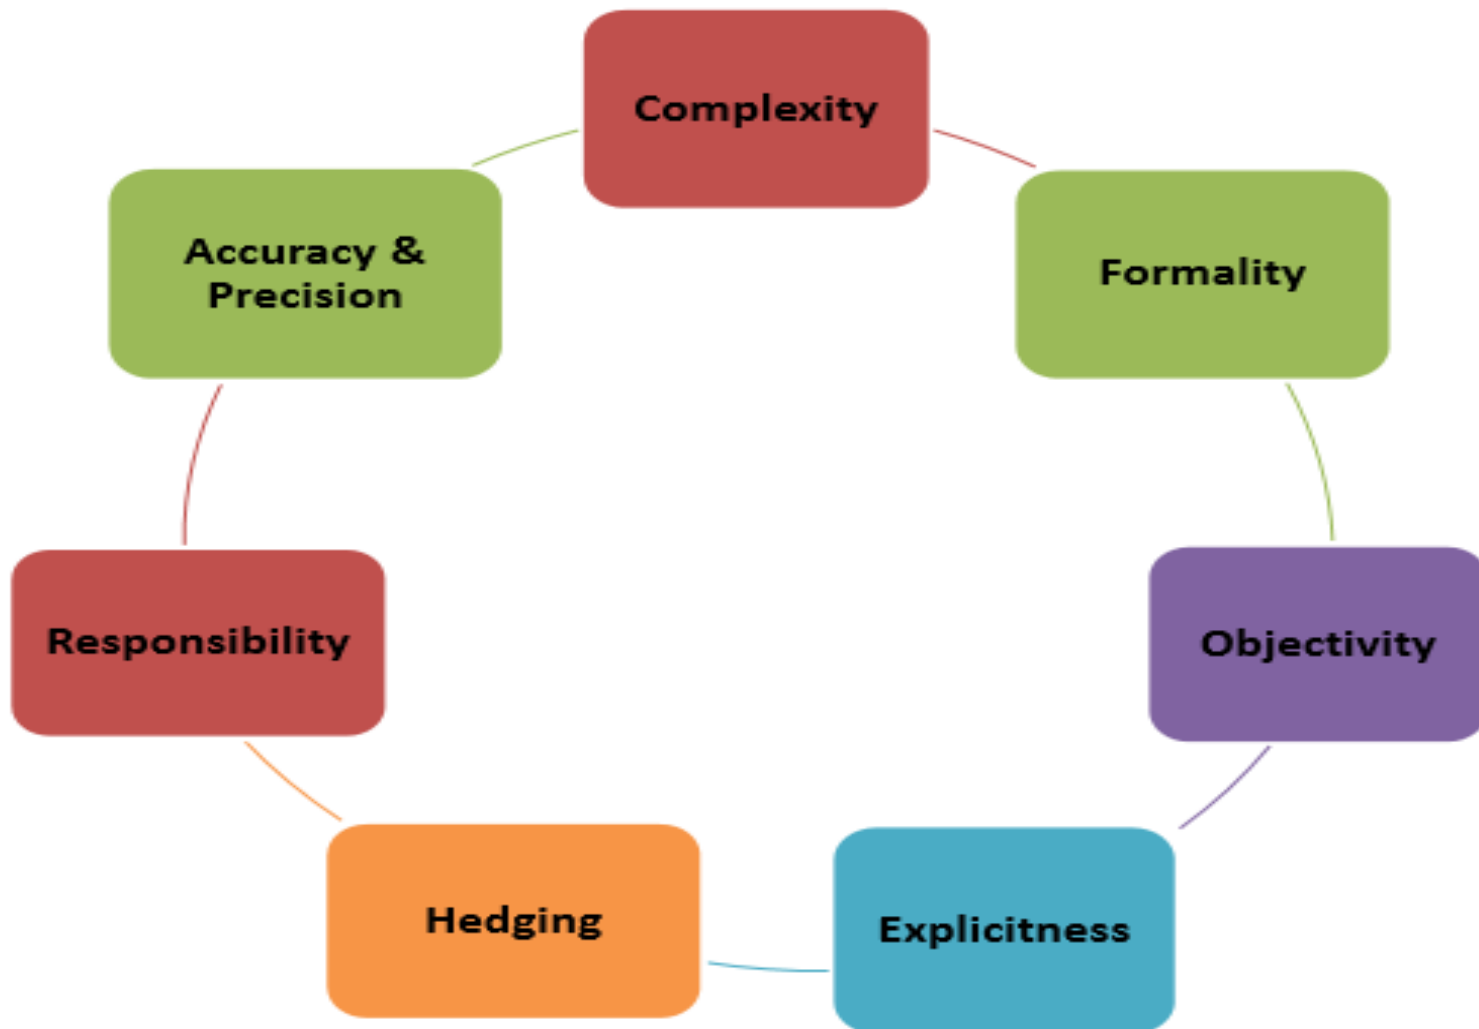 Complexity
Formality
Objectivity
Explicitness
Hedging
Responsibility
Accuracy &
Precision